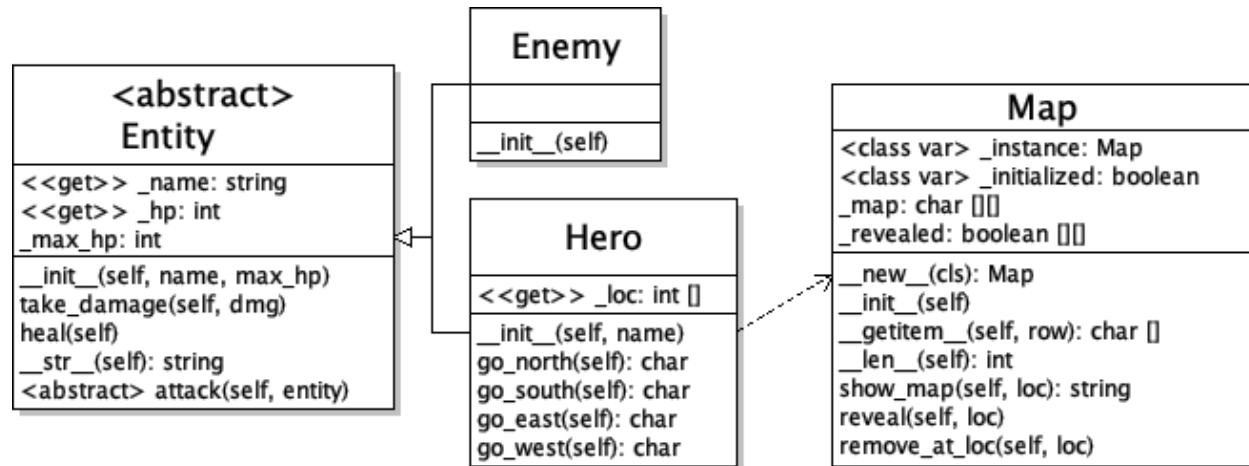 <abstract>
Entity
<<get>> _name: string
<<get>> _hp: int
_max_hp: int
__init__(self, name, max_hp)
take_damage(self, dmg)
heal(self)
__str__(self): string
<abstract> attack(self, entity)
Enemy
__init__(self)
Hero
<<get>> _loc: int []
__init__(self, name)
go_north(self): char
go_south(self): char
go_east(self): char
go_west(self): char
Map
<class var> _instance: Map
<class var> _initialized: boolean
_map: char [][]
_revealed: boolean [][]
__new__(cls): Map
__init__(self)
__getitem__(self, row): char []
__len__(self): int
show_map(self, loc): string
reveal(self, loc)
remove_at_loc(self, loc)